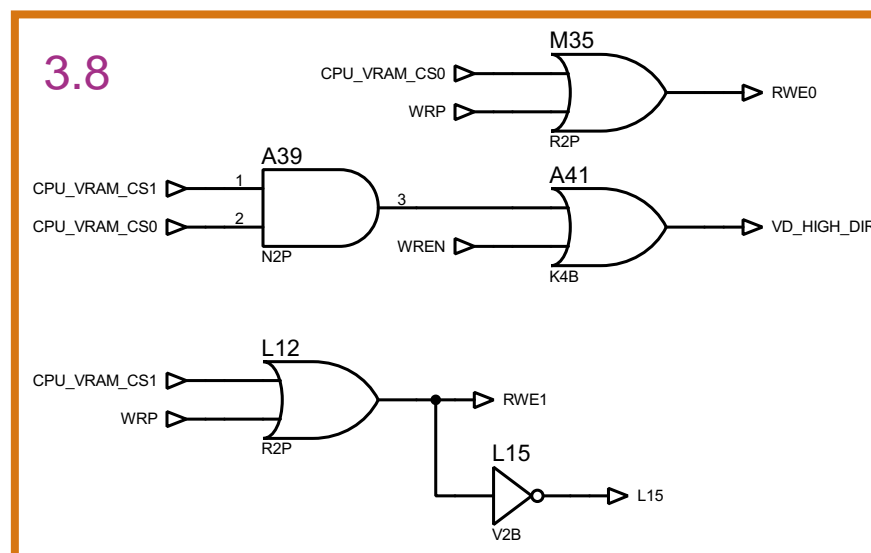 3.8
M35
CPU_VRAM_CS0
WRP
RWE0
R2P
A39
CPU_VRAM_CS1
1
CPU_VRAM_CS0
2
3
N2P
A41
WREN
VD_HIGH_DIR
K4B
L12
CPU_VRAM_CS1
WRP
RWE1
R2P
L15
L15
V2B